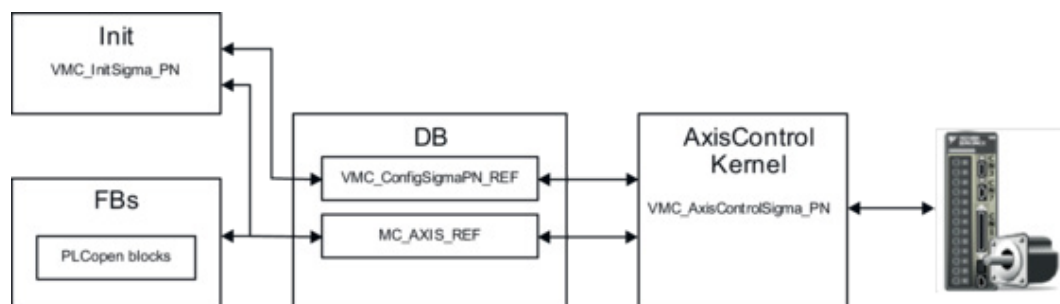 Init
VMC_InitSigma_PN
FBs
PLCopen blocks
DB
VMC_ConfigSigmaPN_REF
MC_AXIS_REF
AxisControl
Kernel
VMC_AxisControlSigma_PN